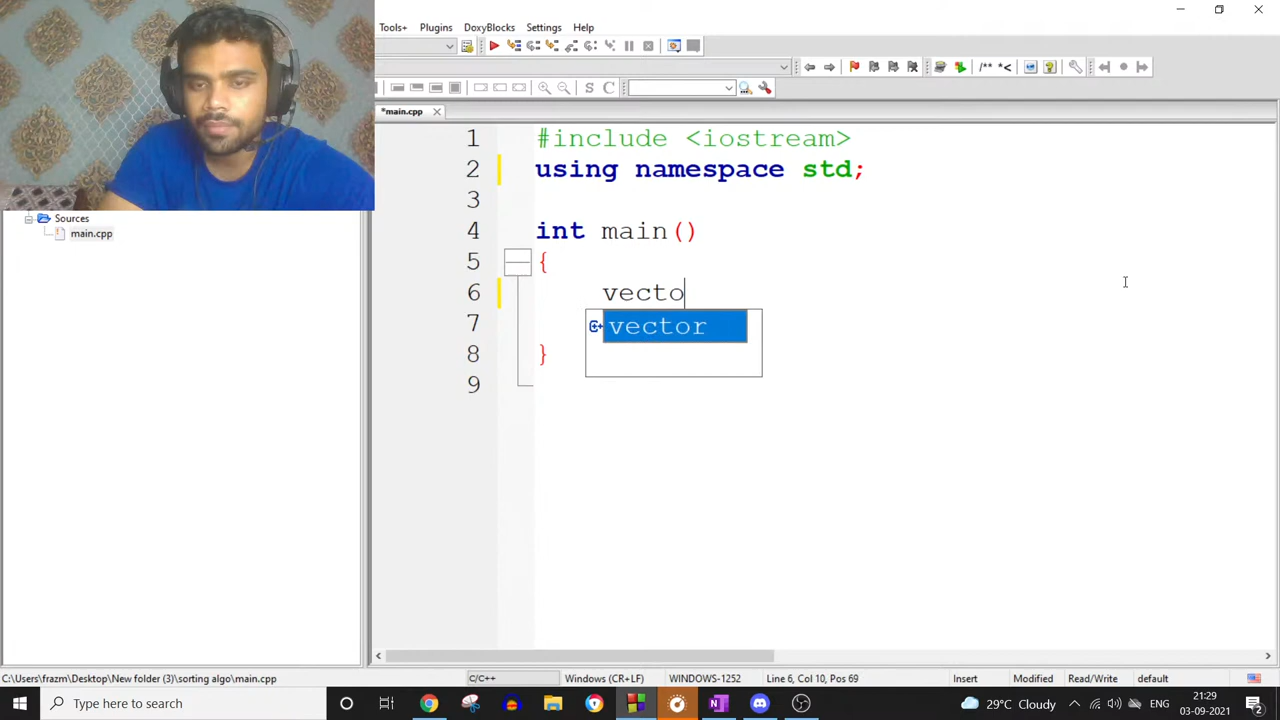 Tools+ Plugins DoxyBlocks Settings Help
/** *<
S C
*main.cpp
1 #include <iostream>
2 using namespace std;
3
Sources
4 int main()
main.cpp
5 {
6 vecto
7 vector
8 }
9
C:\Users\frazm\Desktop\New folder (3)\sorting algo\main.cpp C/C++ Windows (CR+LF) WINDOWS-1252 Line 6, Col 10, Pos 69 Insert Modified Read/Write default
Type here to search 29°C Cloudy ENG 21:29
03-09-2021 2